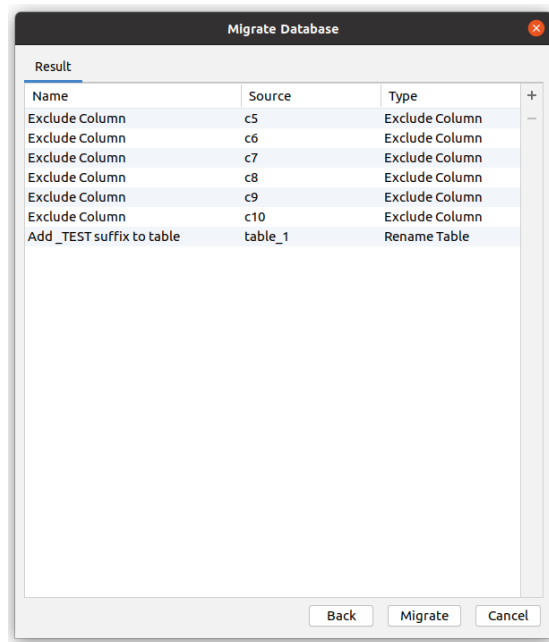 Migrate Database
Result
Name Source Type +
Exclude Column c5 Exclude Column −
Exclude Column c6 Exclude Column
Exclude Column c7 Exclude Column
Exclude Column c8 Exclude Column
Exclude Column c9 Exclude Column
Exclude Column c10 Exclude Column
Add _TEST suffix to table table_1 Rename Table
Back Migrate Cancel